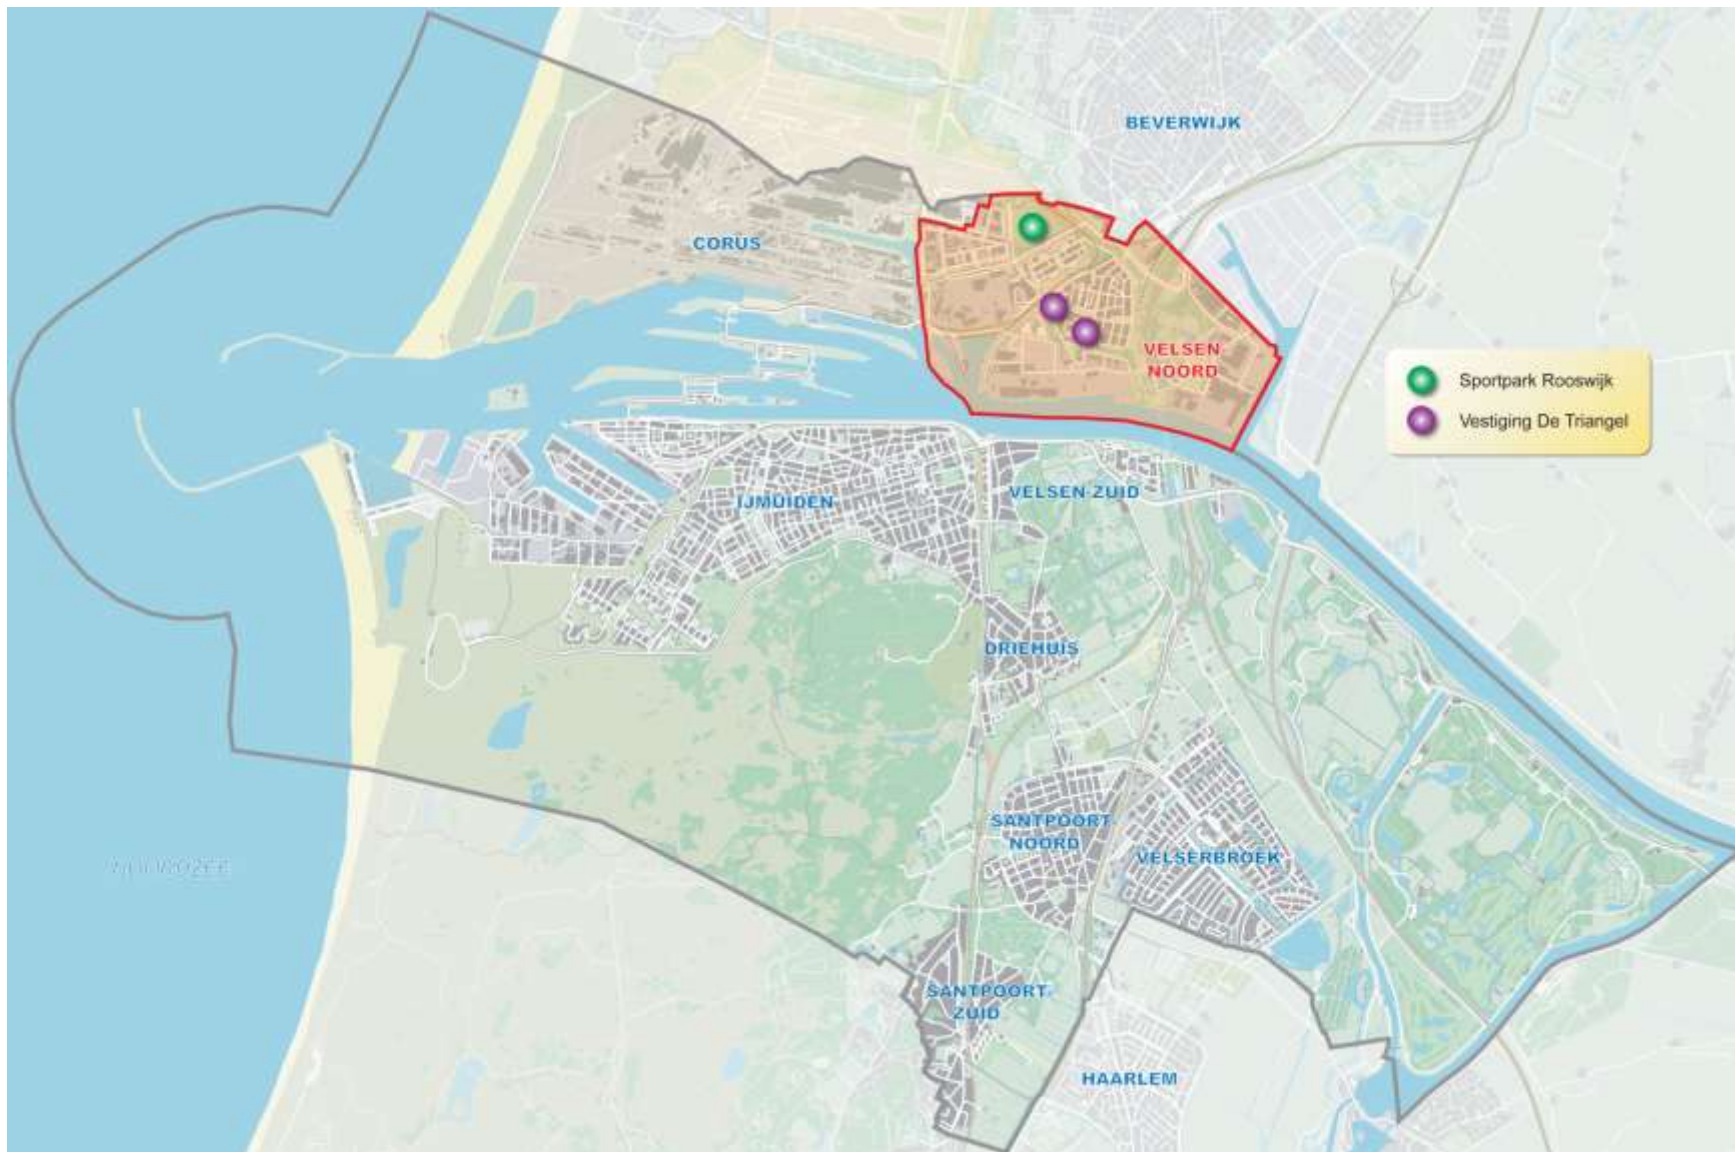 BEVERWIJK
CORUS
VELSEN
NOORD
Sportpark Rooswijk
Vestiging De Triangel
IJMUIDEN
VELSEN-ZUID
DRIEHUIS
SANTPOORT-
NOORD
VELSERBROEK
NOORDZEE
SANTPOORT-
ZUID
HAARLEM